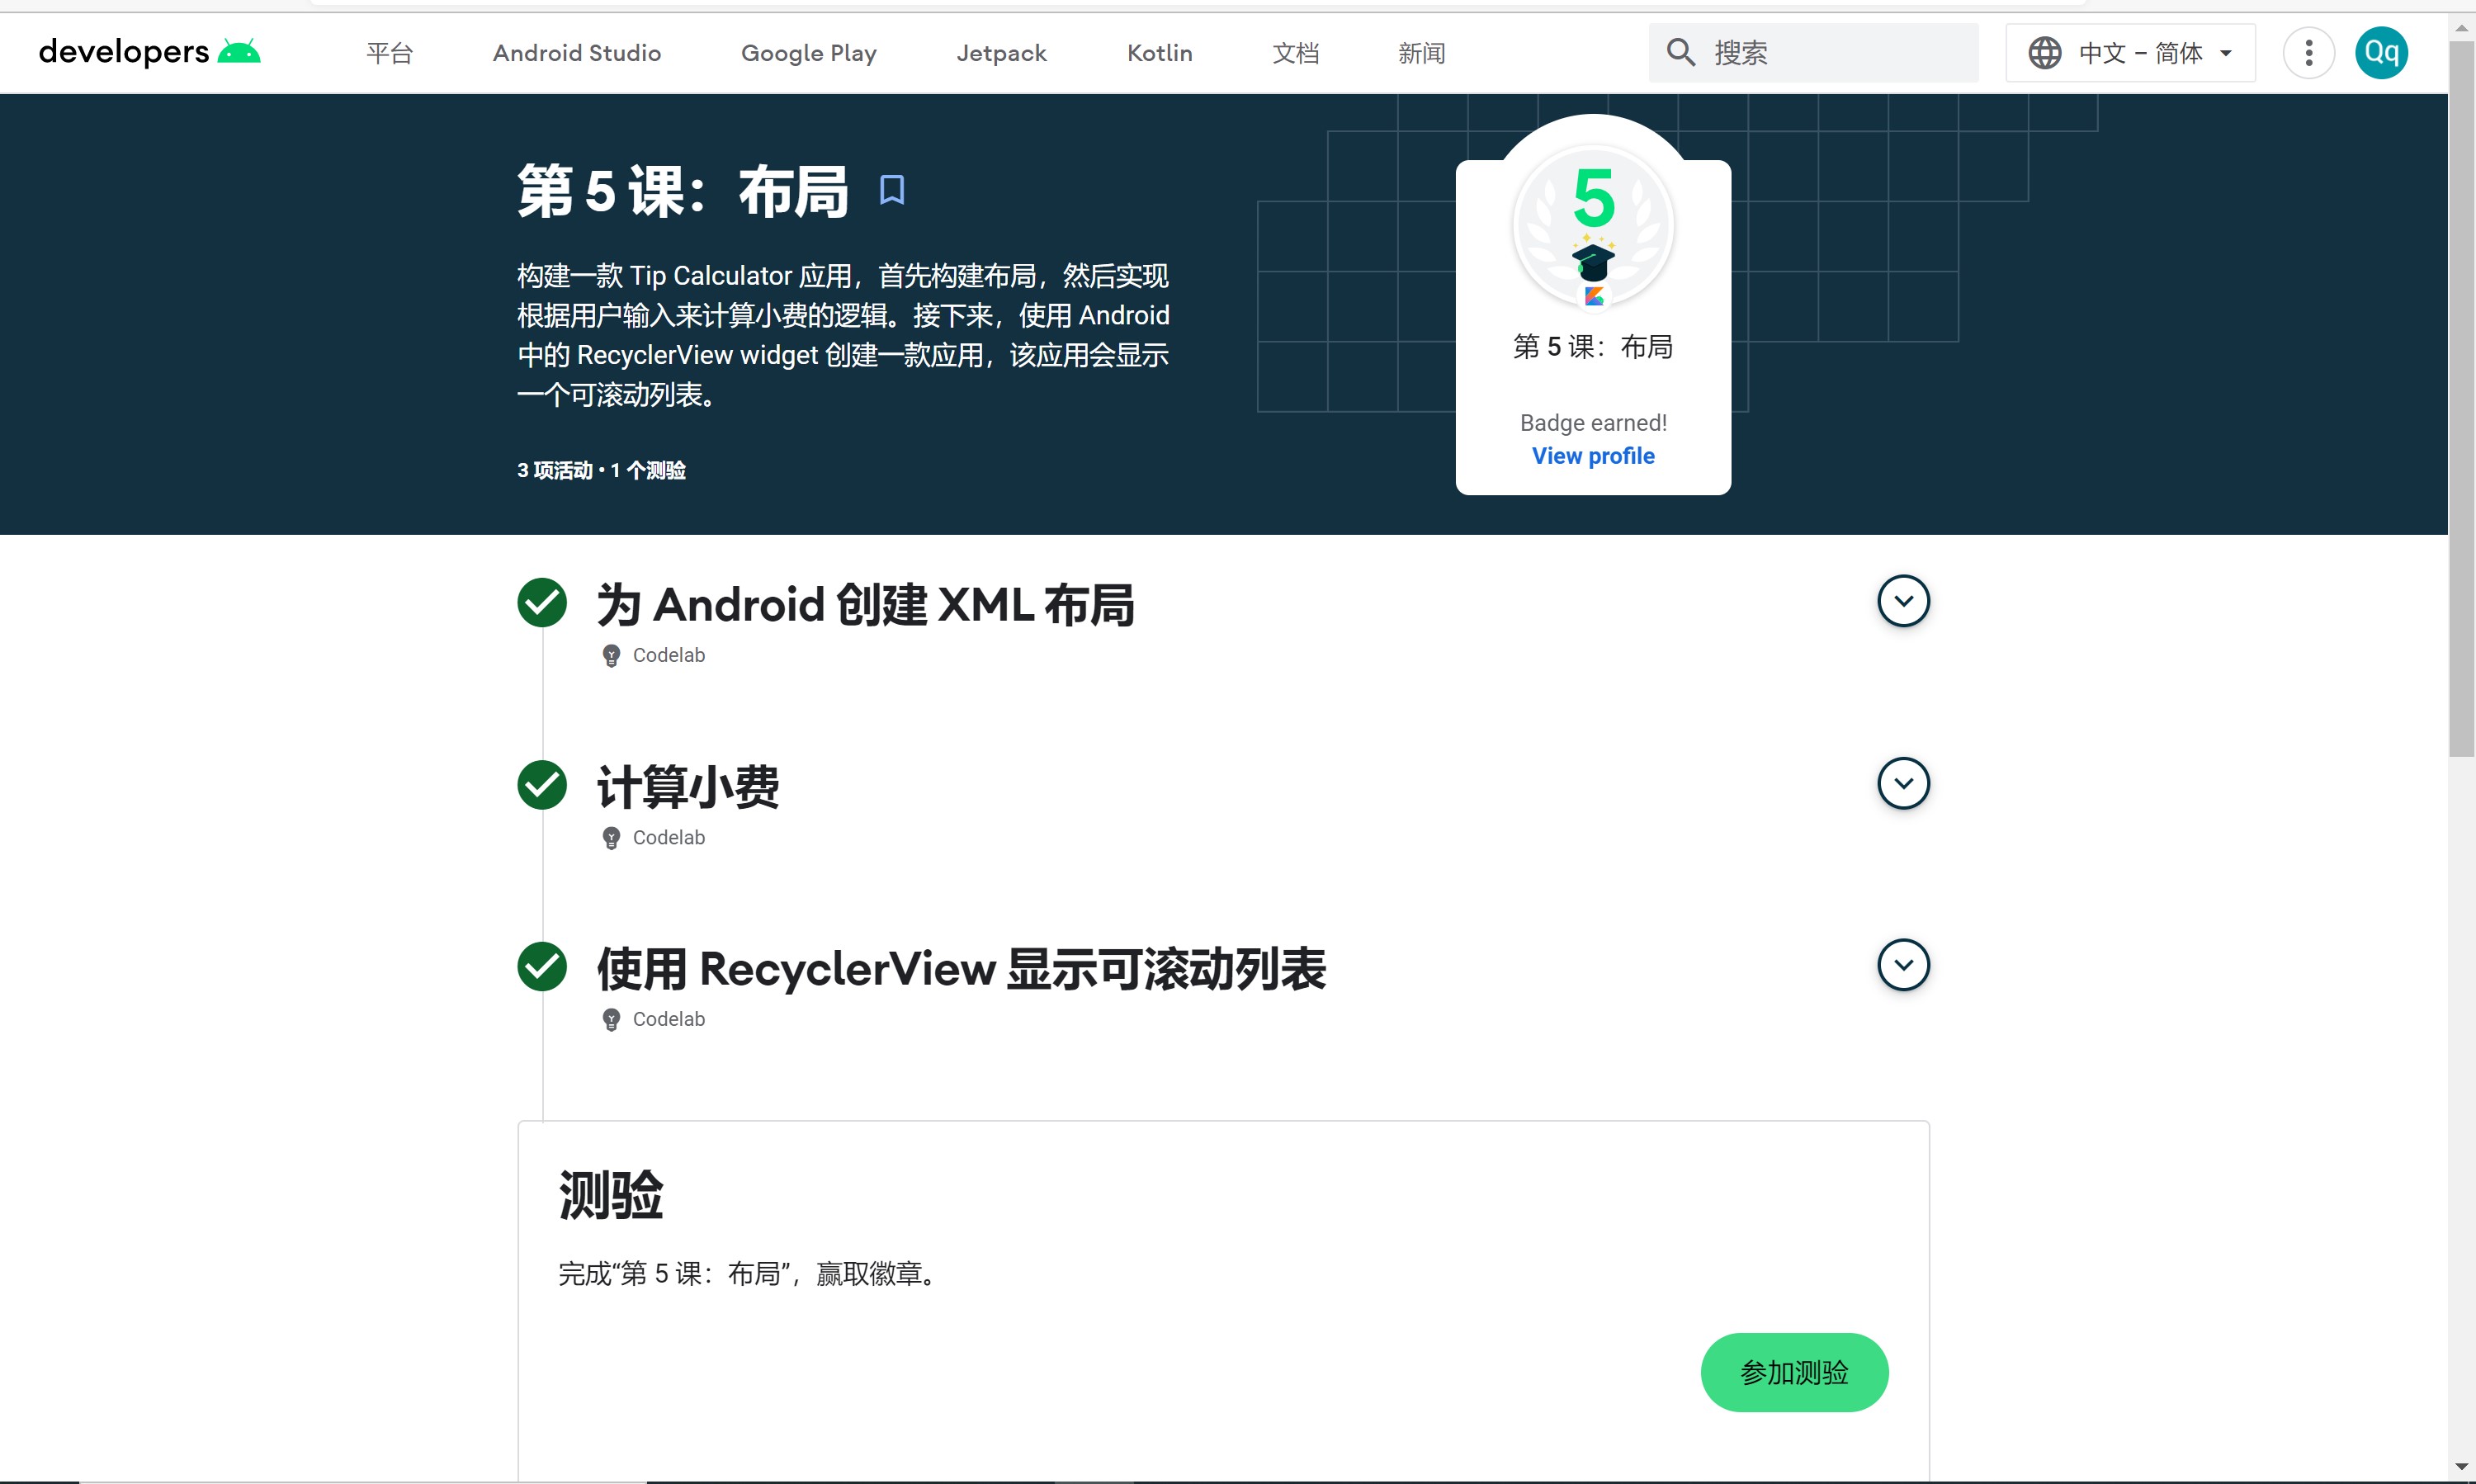 developers
平台
Android Studio
Google Play
Jetpack
Kotlin
文档
新闻
搜索
中文 – 简体
Qq
第 5 课：布局
构建一款 Tip Calculator 应用，首先构建布局，然后实现
根据用户输入来计算小费的逻辑。接下来，使用 Android
中的 RecyclerView widget 创建一款应用，该应用会显示
一个可滚动列表。
3 项活动 • 1 个测验
5
第 5 课：布局
Badge earned!
View profile
为 Android 创建 XML 布局
Codelab
计算小费
Codelab
使用 RecyclerView 显示可滚动列表
Codelab
测验
完成“第 5 课：布局”，赢取徽章。
参加测验